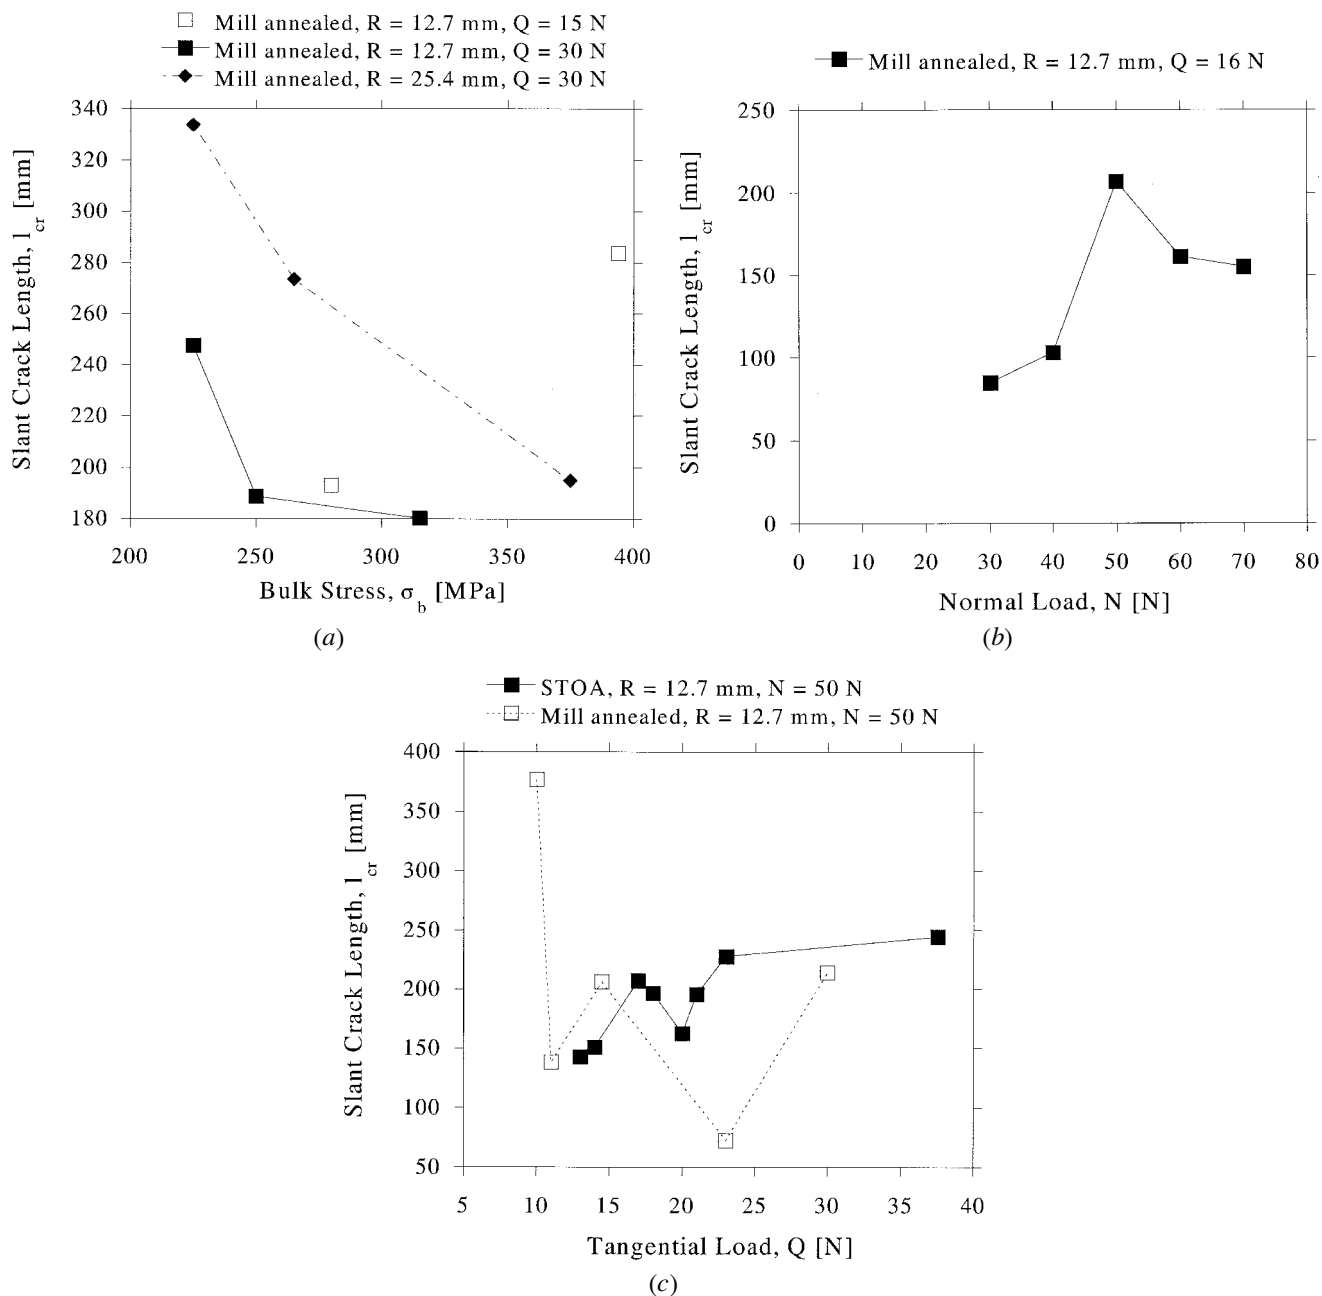 (a)
Mill annealed, R = 12.7 mm, Q = 15 N
Mill annealed, R = 12.7 mm, Q = 30 N
Mill annealed, R = 25.4 mm, Q = 30 N
340
320
300
280
260
240
220
200
180
Slant Crack Length, l_cr [mm]
200 250 300 350 400
Bulk Stress, σ_b [MPa]
(a)
Mill annealed, R = 12.7 mm, Q = 16 N
250
200
150
100
50
0
Slant Crack Length, l_cr [mm]
0 10 20 30 40 50 60 70 80
Normal Load, N [N]
(b)
STOA, R = 12.7 mm, N = 50 N
Mill annealed, R = 12.7 mm, N = 50 N
400
350
300
250
200
150
100
50
Slant Crack Length, l_cr [mm]
5 10 15 20 25 30 35 40
Tangential Load, Q [N]
(c)